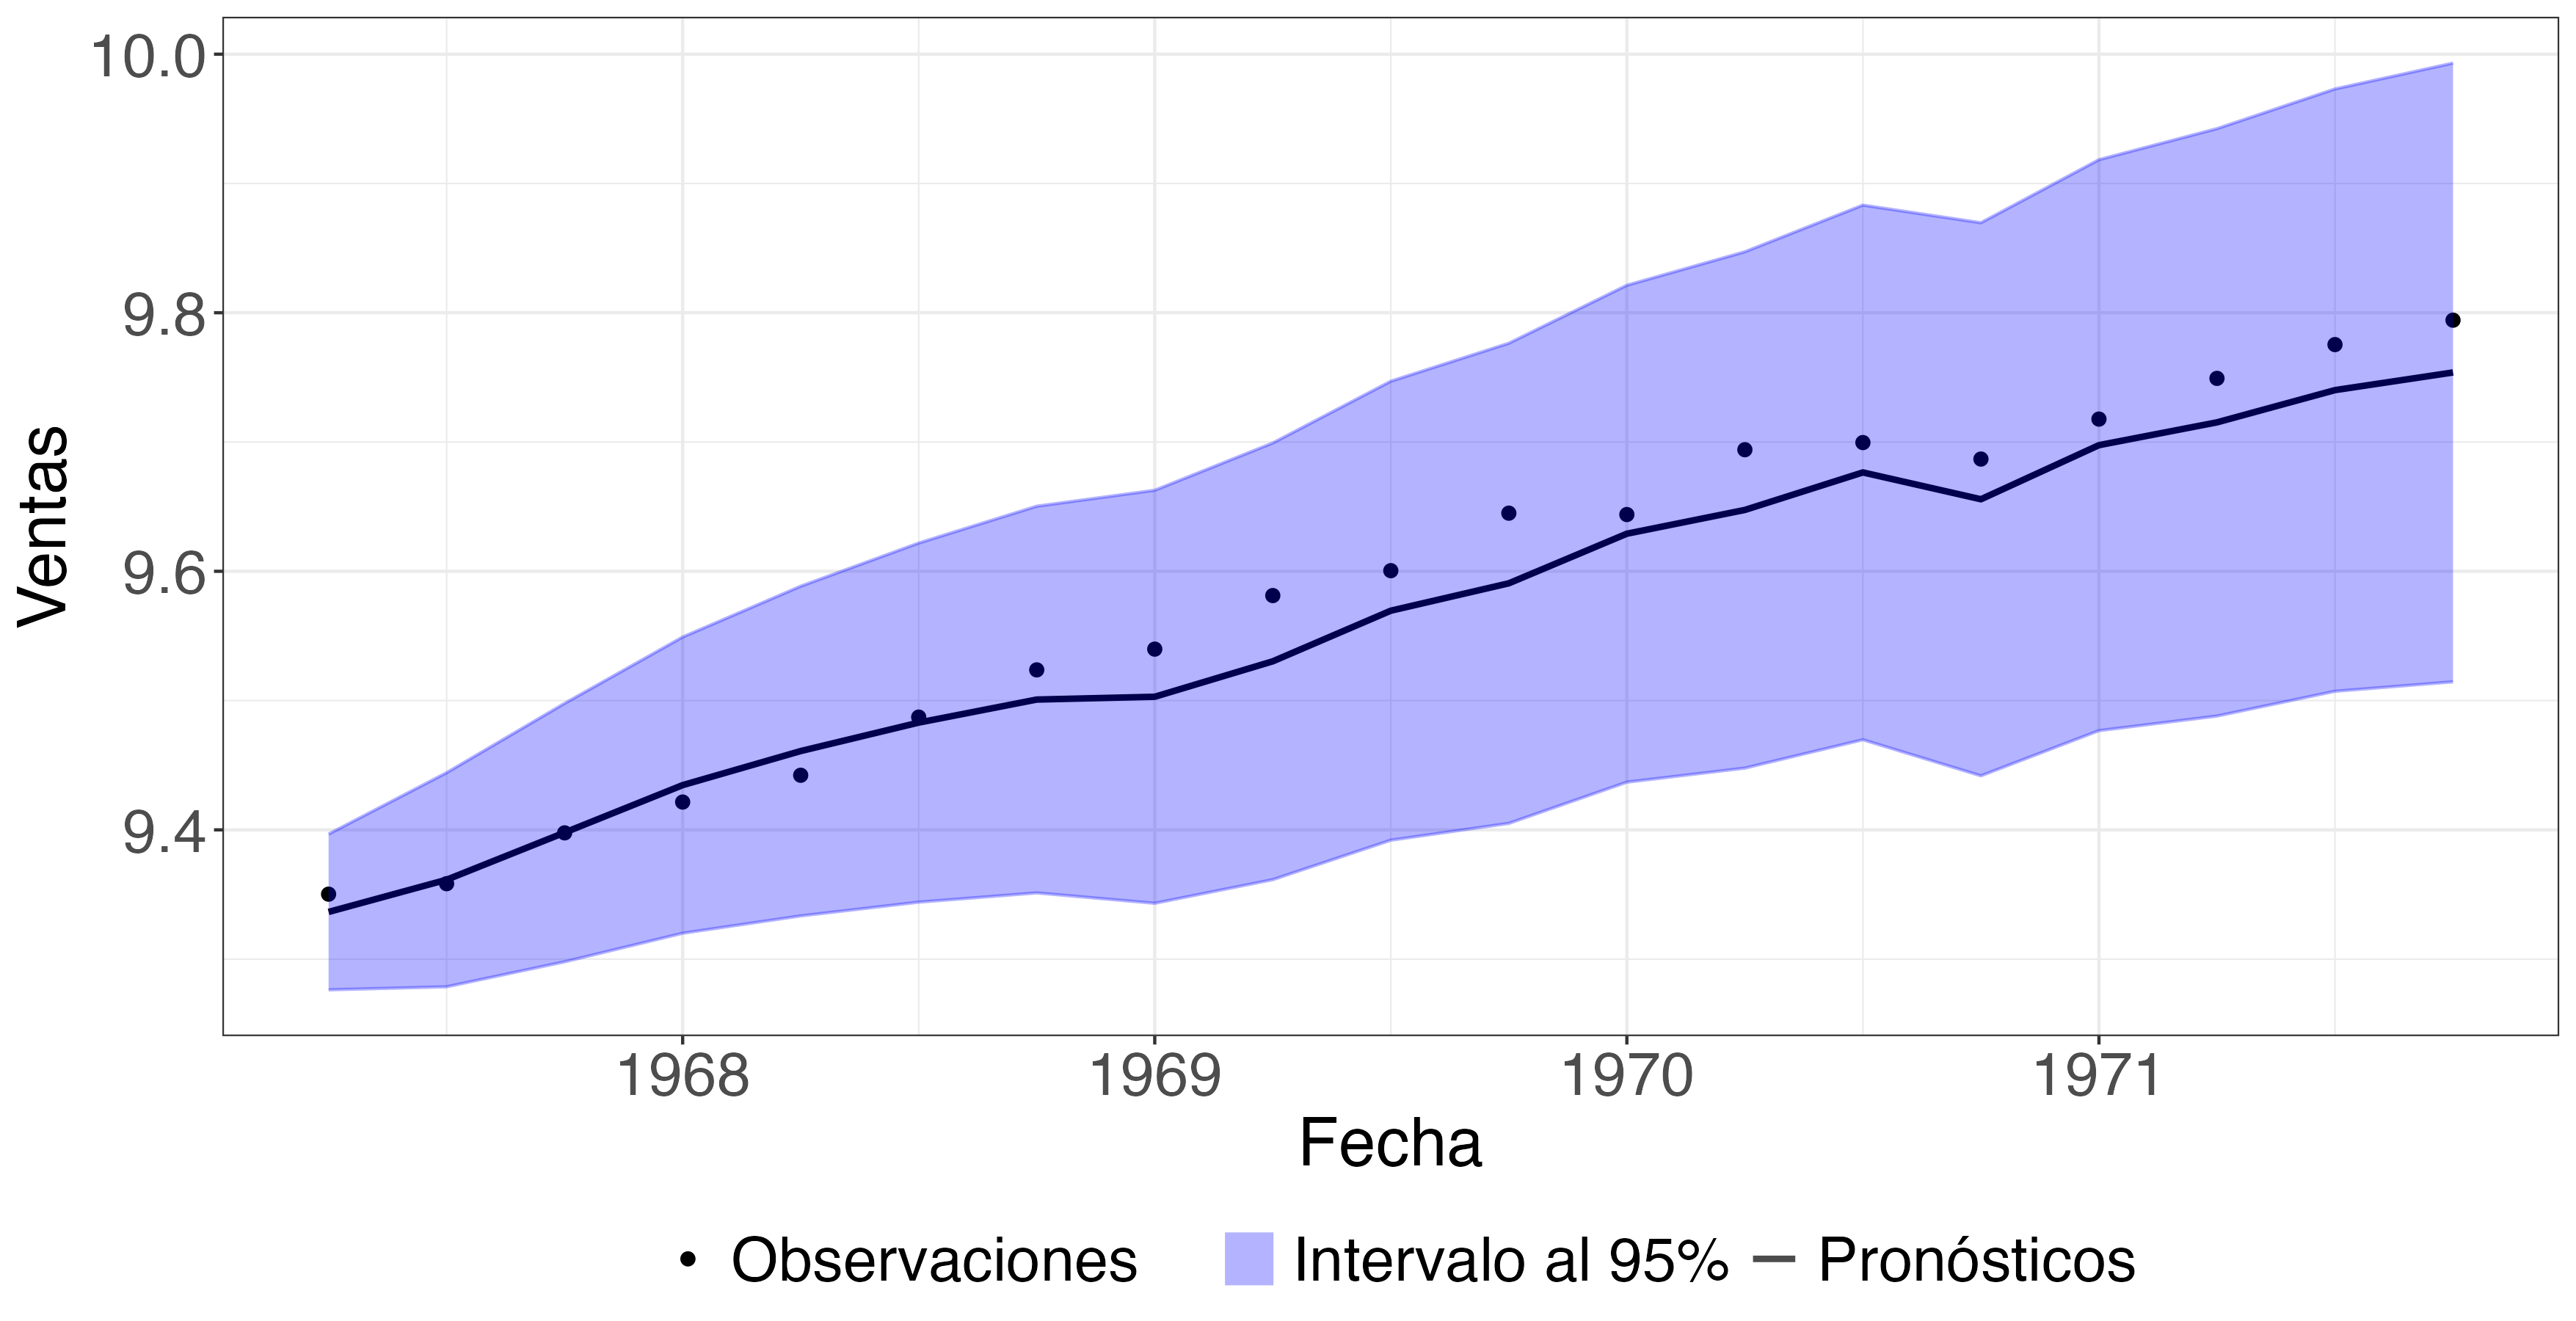 10.0
9.8
9.6
9.4
Ventas
1968 1969 1970 1971
Fecha
Observaciones Intervalo al 95% Pronósticos